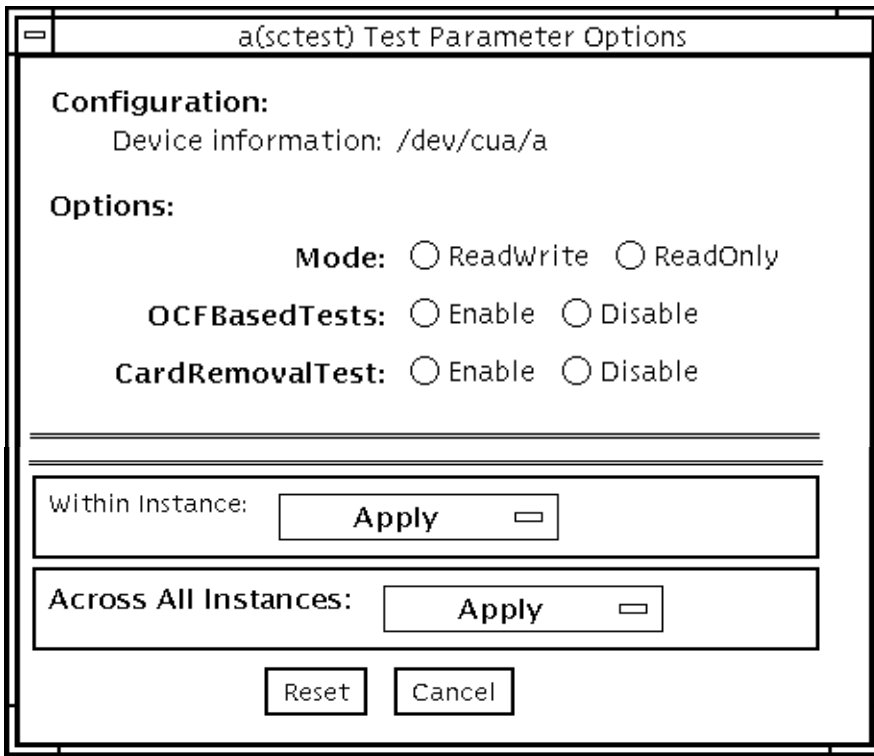 a(sctest) Test Parameter Options
Configuration:
Device information: /dev/cua/a
Options:
Mode: ReadWrite ReadOnly
OCFBasedTests: Enable Disable
CardRemovalTest: Enable Disable
Within Instance: Apply
Across All Instances: Apply
Reset Cancel